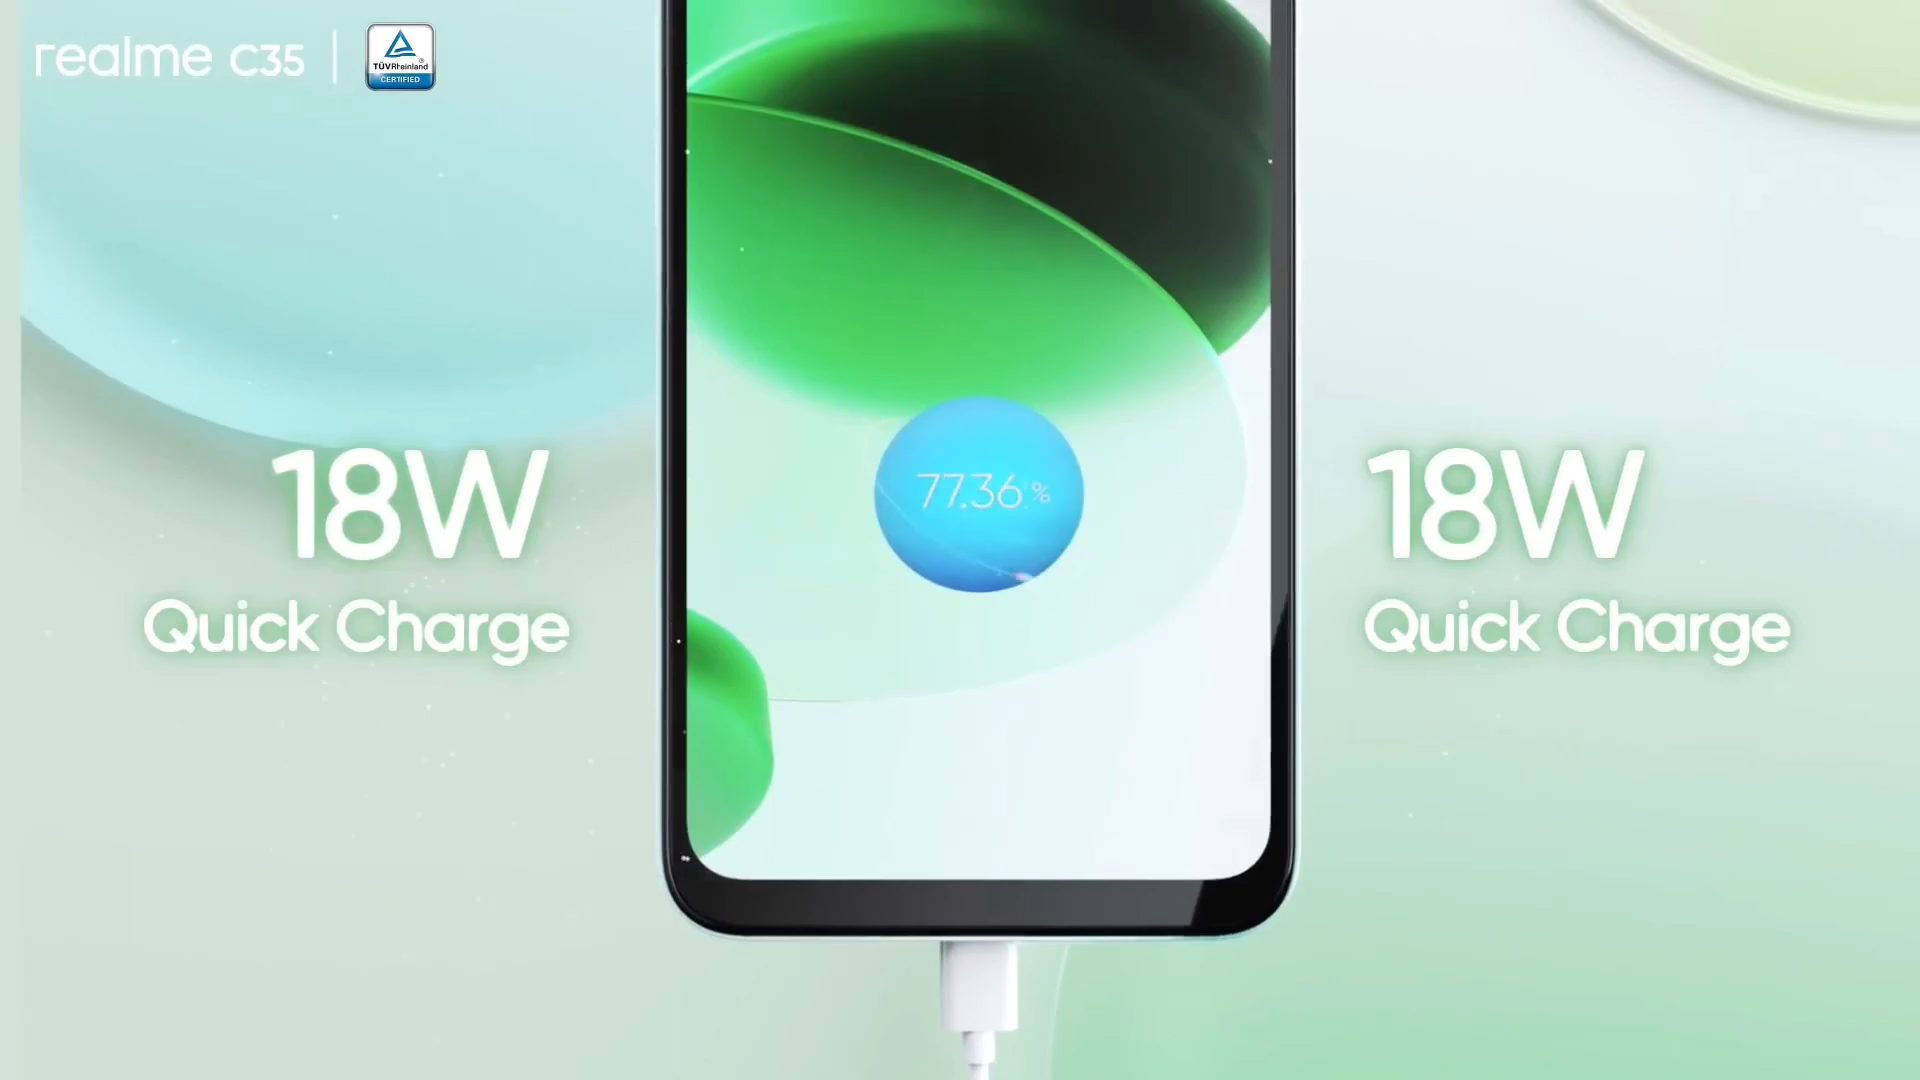 realme C35
TÜVRheinland®
CERTIFIED
77.36%
18W
Quick Charge
18W
Quick Charge